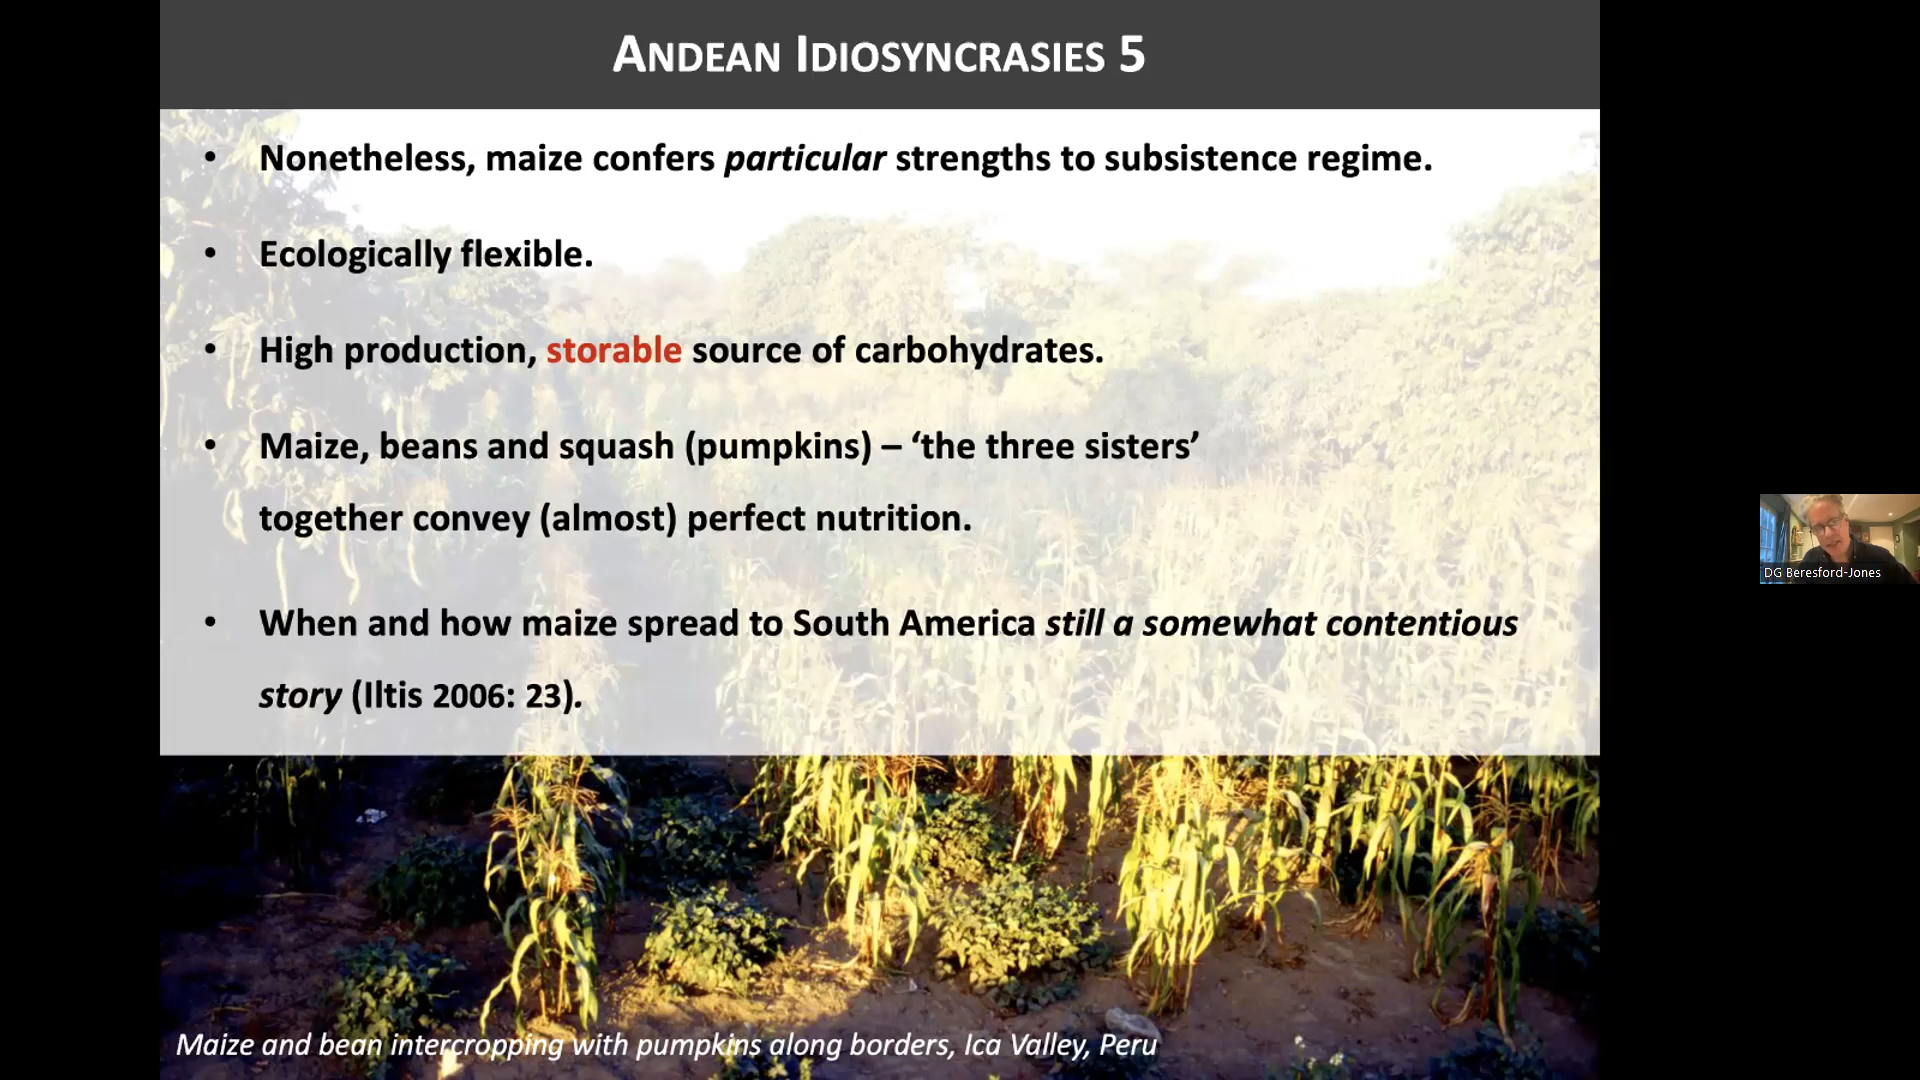 ANDEAN IDIOSYNCRASIES 5
• Nonetheless, maize confers particular strengths to subsistence regime.
• Ecologically flexible.
• High production, storable source of carbohydrates.
• Maize, beans and squash (pumpkins) – ‘the three sisters’
together convey (almost) perfect nutrition.
• When and how maize spread to South America still a somewhat contentious
story (Iltis 2006: 23).
Maize and bean intercropping with pumpkins along borders, Ica Valley, Peru
DG Beresford-Jones